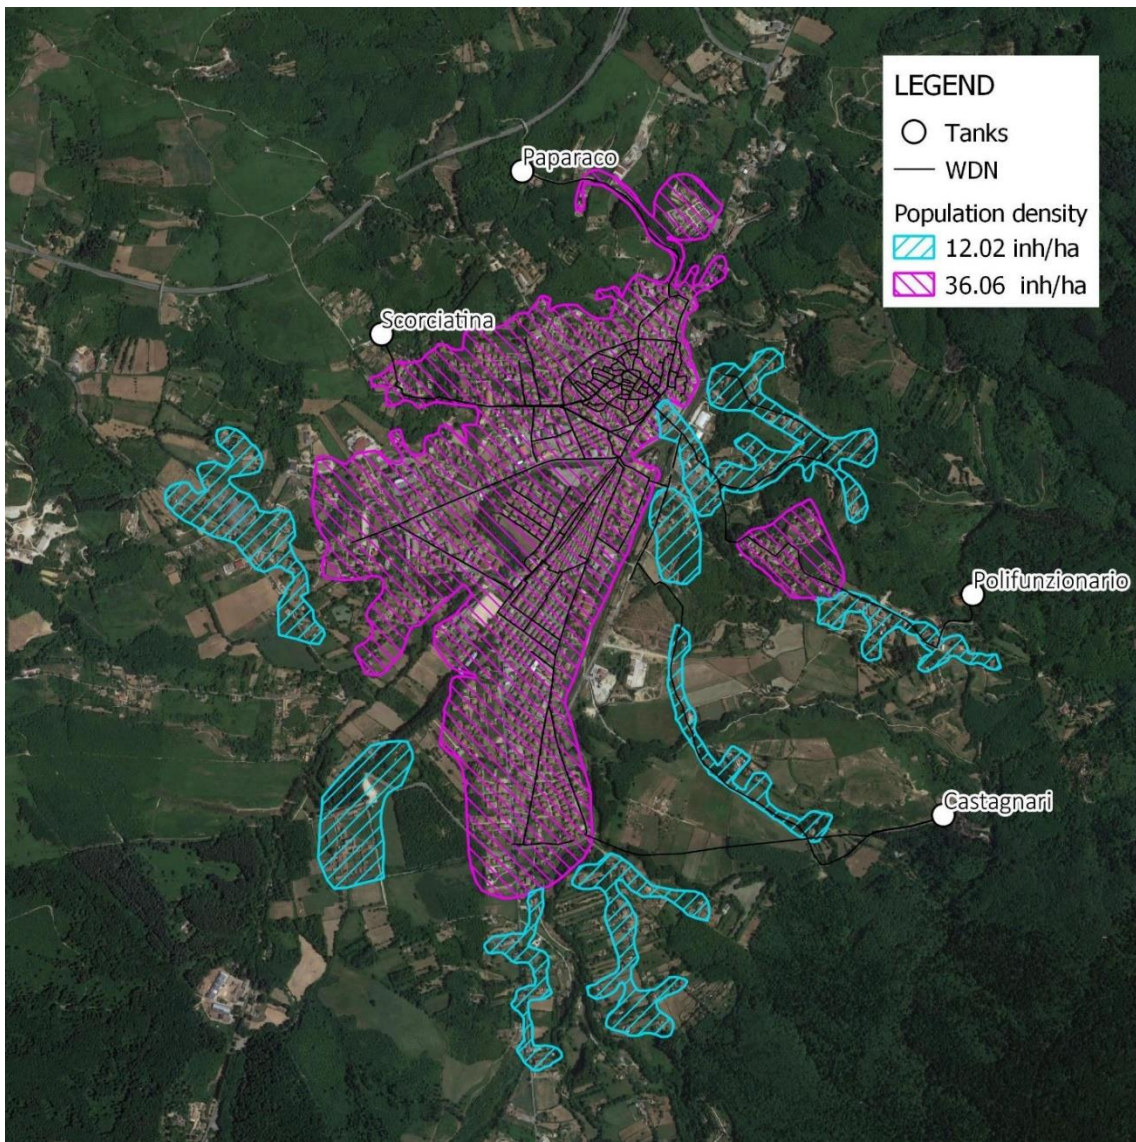 LEGEND
Tanks
WDN
Population density
12.02 inh/ha
36.06 inh/ha
Paparaco
Scorciatina
Polifunzionario
Castagnari